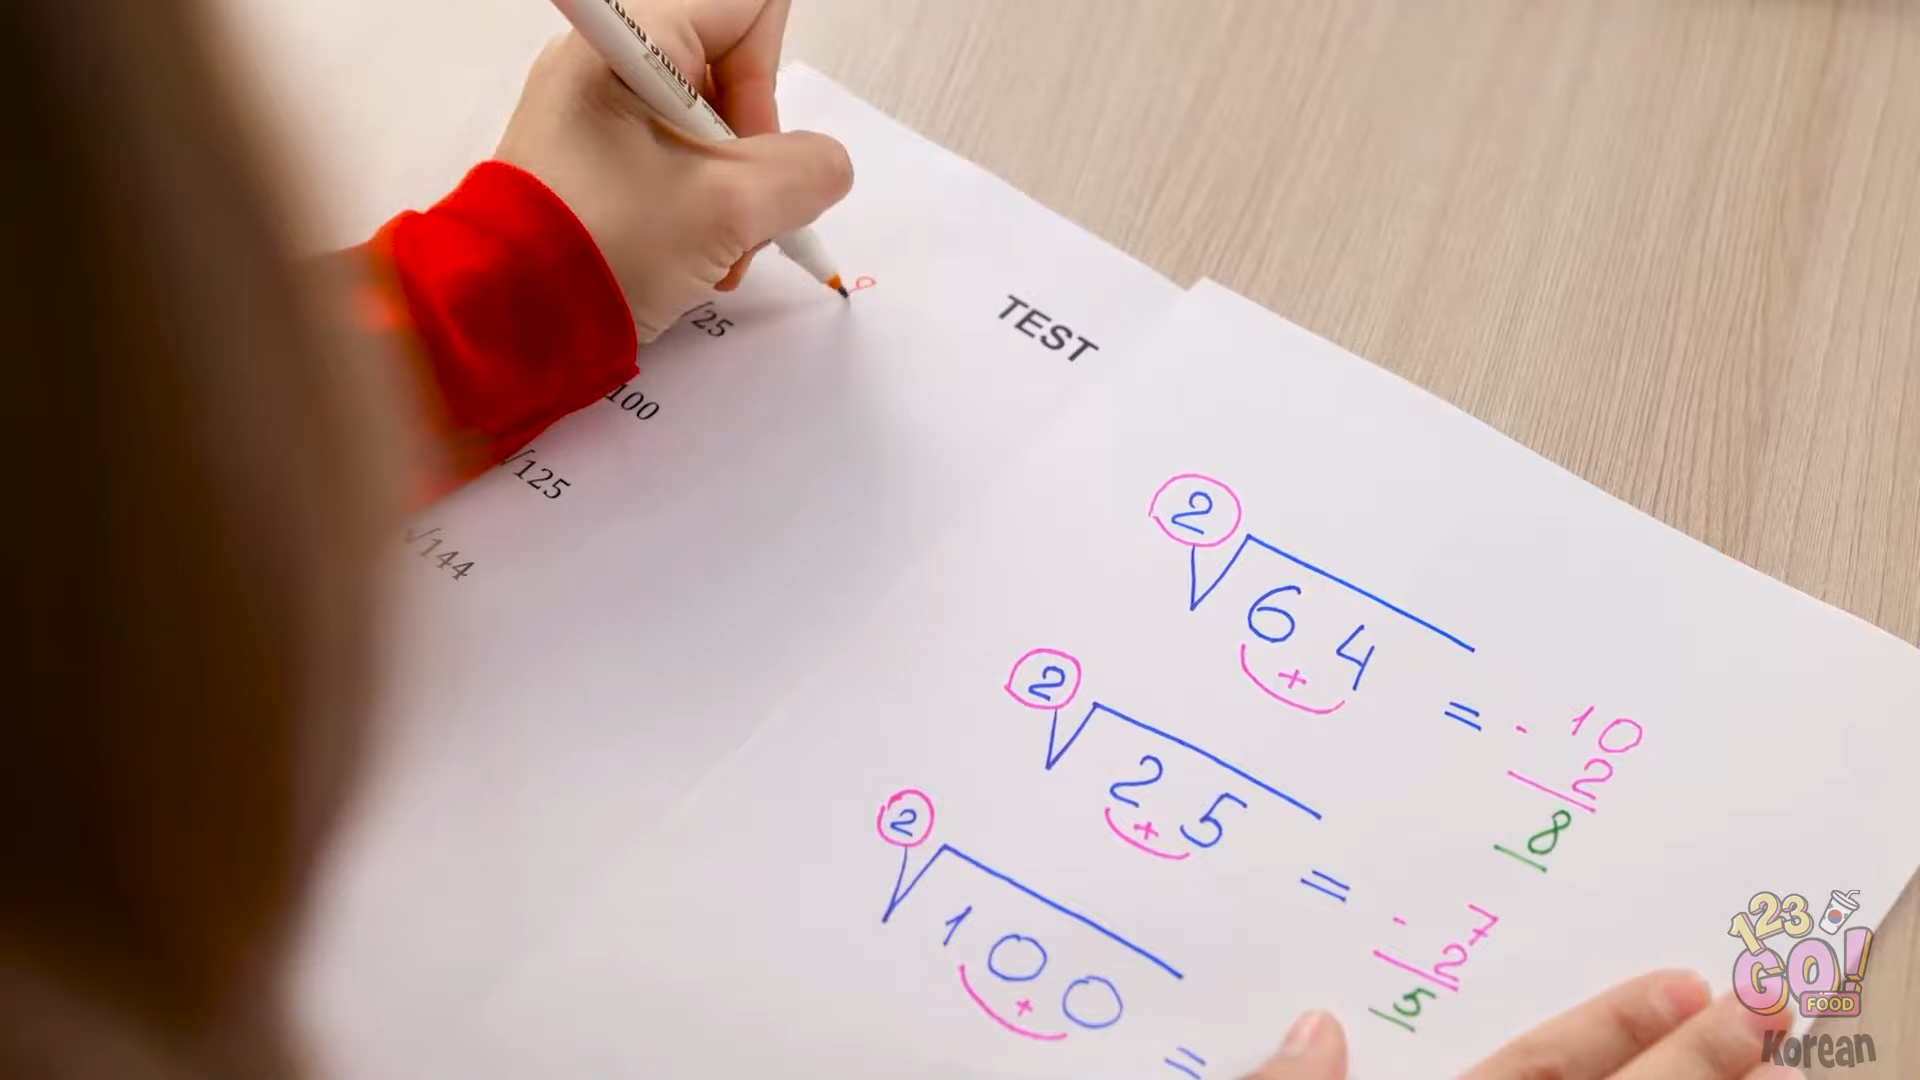 TEST
√25
100
√125
√144
2√64 = - 10
+
2
8
2√25 = - 7
+
2
5
2√100 =
+
123 GO! FOOD
Korean